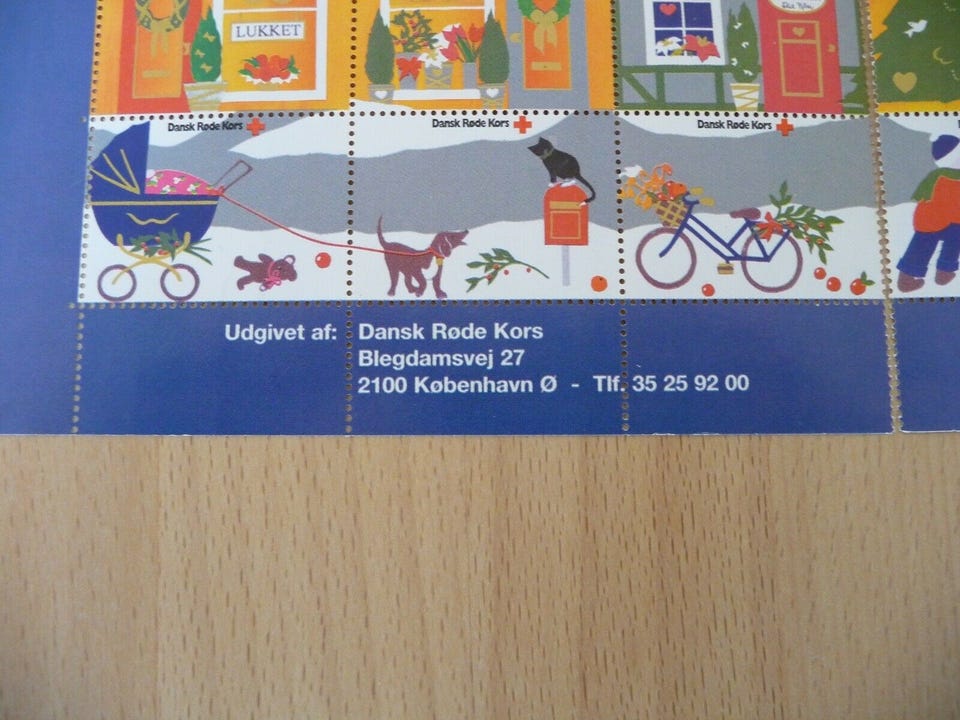 LUKKET
Dansk Røde Kors
Dansk Røde Kors
Dansk Røde Kors
Udgivet af: Dansk Røde Kors
Blegdamsvej 27
2100 København Ø - Tlf. 35 25 92 00